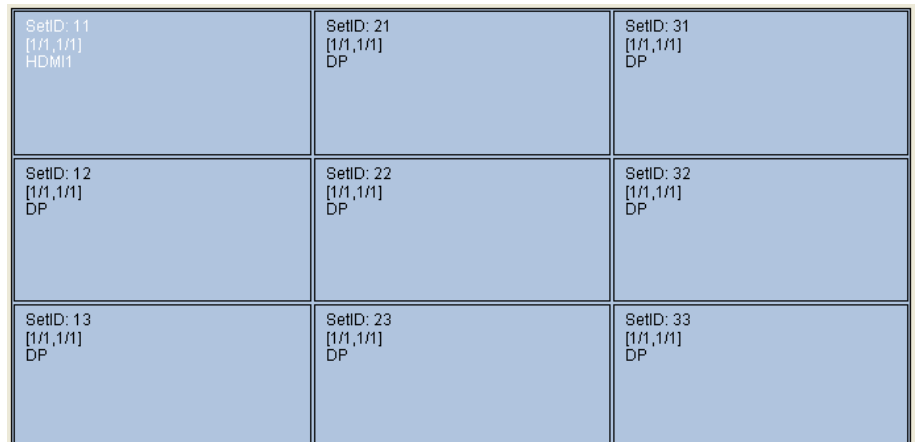 SetID: 11
[1/1,1/1]
HDMI1
SetID: 21
[1/1,1/1]
DP
SetID: 31
[1/1,1/1]
DP
SetID: 12
[1/1,1/1]
DP
SetID: 22
[1/1,1/1]
DP
SetID: 32
[1/1,1/1]
DP
SetID: 13
[1/1,1/1]
DP
SetID: 23
[1/1,1/1]
DP
SetID: 33
[1/1,1/1]
DP